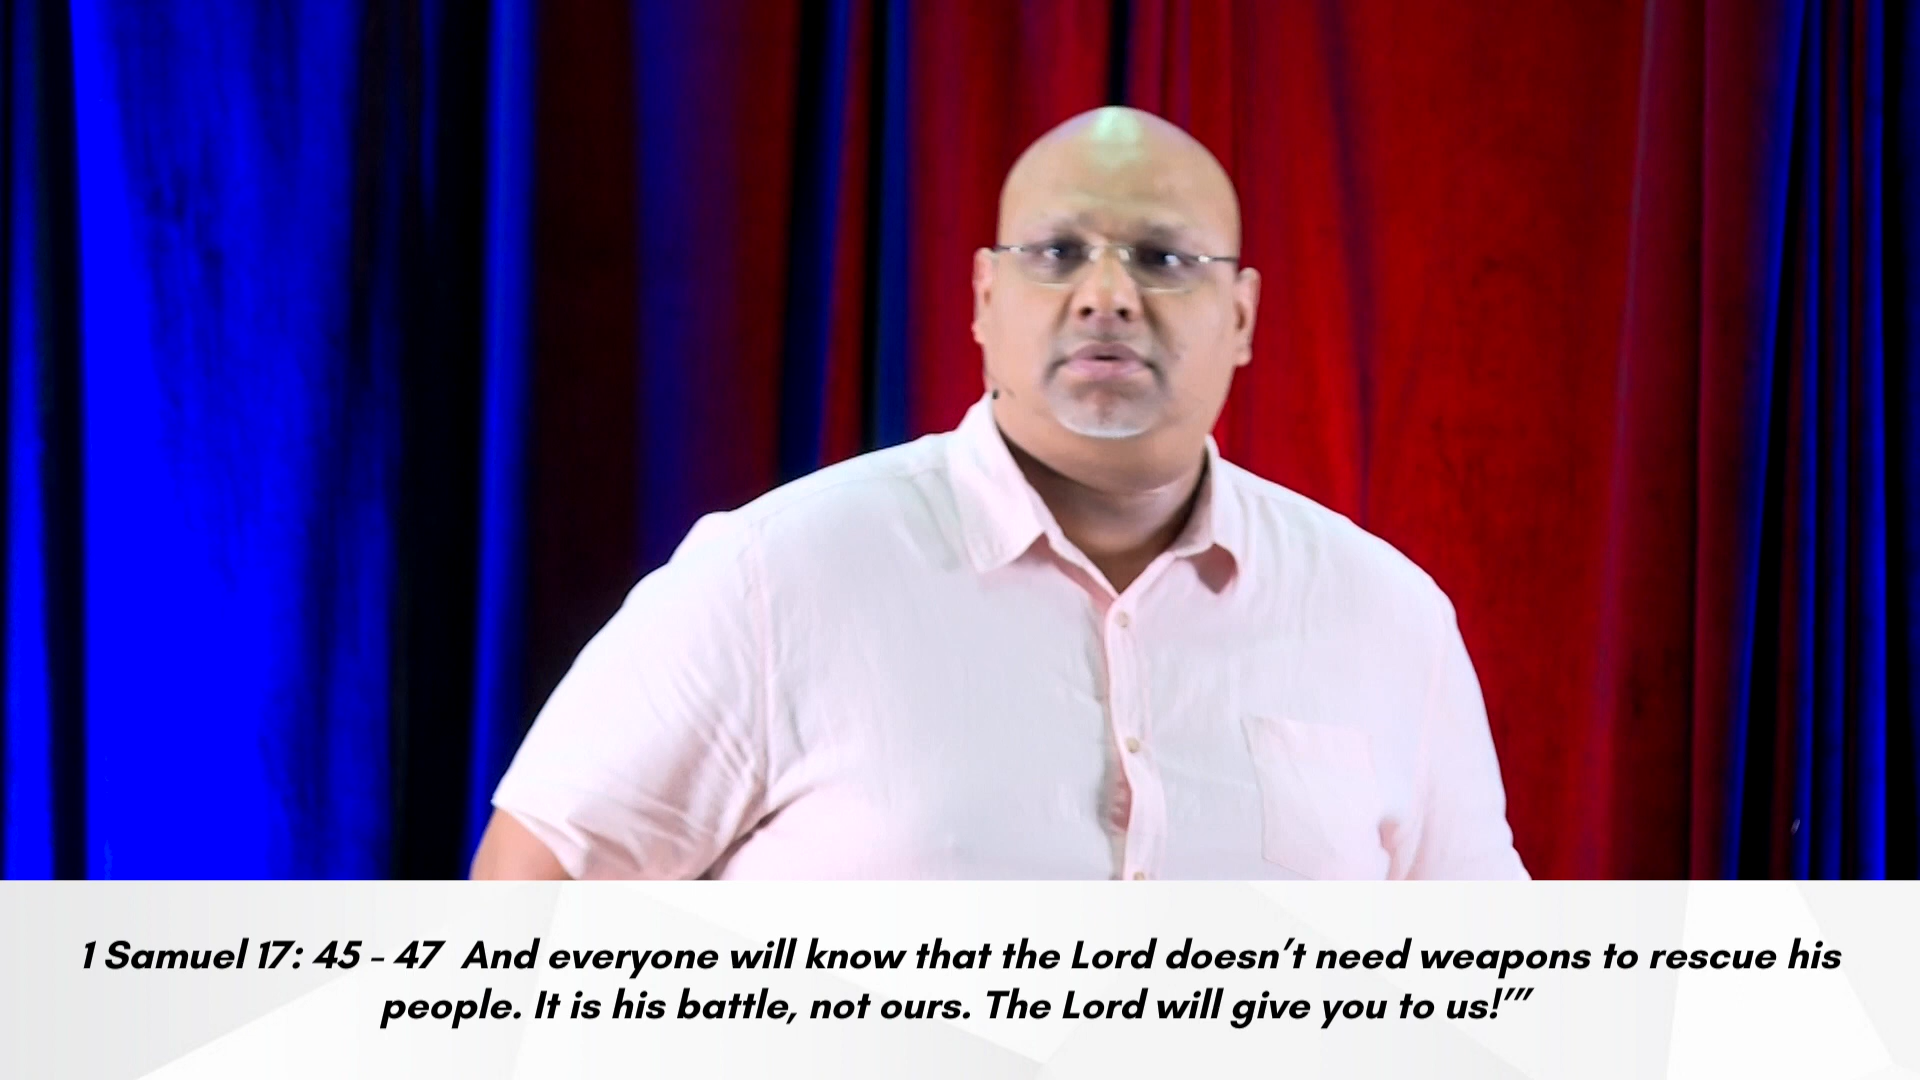 1 Samuel 17: 45 - 47 And everyone will know that the Lord doesn’t need weapons to rescue his
people. It is his battle, not ours. The Lord will give you to us!’”